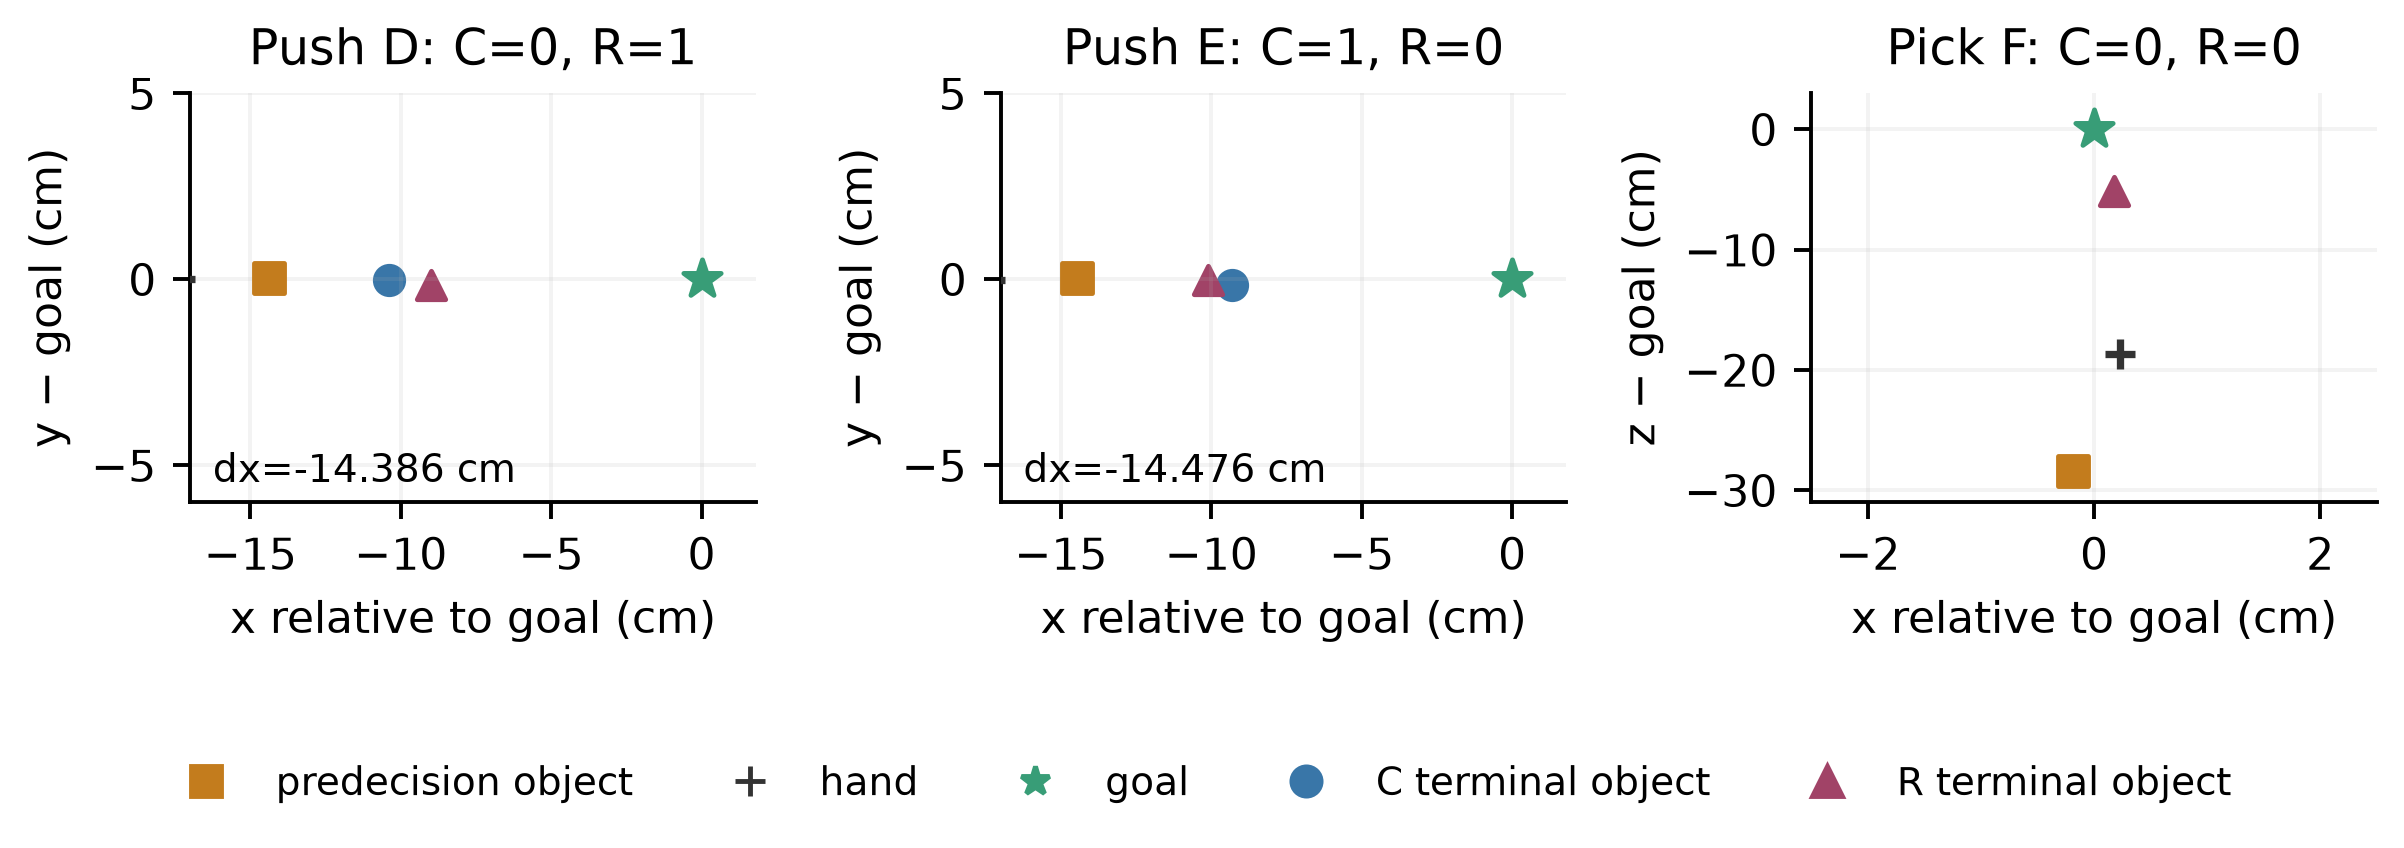 Push D: C=0, R=1
5
0
−5
y − goal (cm)
dx=-14.386 cm
−15 −10 −5 0
x relative to goal (cm)
Push E: C=1, R=0
5
0
−5
y − goal (cm)
dx=-14.476 cm
−15 −10 −5 0
x relative to goal (cm)
Pick F: C=0, R=0
0
−10
−20
−30
z − goal (cm)
−2 0 2
x relative to goal (cm)
predecision object hand goal C terminal object R terminal object